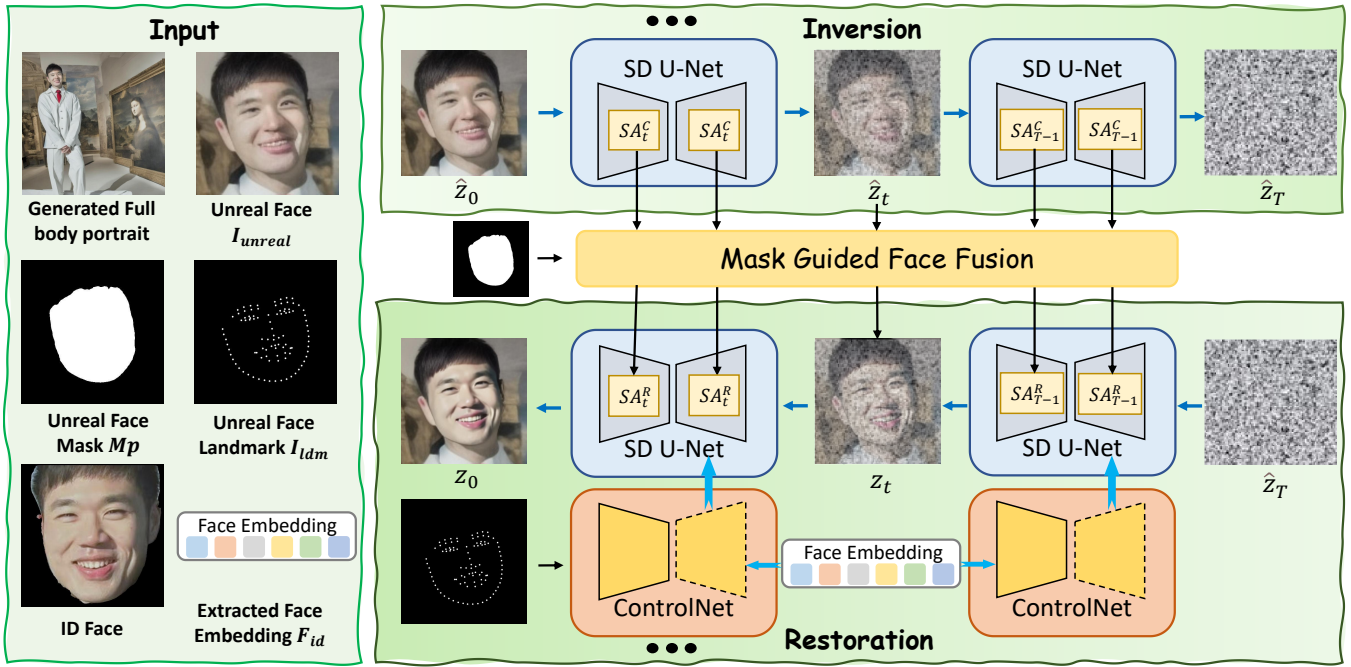 Input
Generated Full
body portrait
Unreal Face
I_unreal
Unreal Face
Mask Mp
Unreal Face
Landmark I_ldm
ID Face
Face Embedding
Extracted Face
Embedding F_id
Inversion
SD U-Net
SA_t^C
SA_t^C
SD U-Net
SA_{T-1}^C
SA_{T-1}^C
ẑ_0
ẑ_t
ẑ_T
Mask Guided Face Fusion
SA_t^R
SA_t^R
SD U-Net
SA_{T-1}^R
SA_{T-1}^R
SD U-Net
z_0
z_t
ẑ_T
Face Embedding
ControlNet
ControlNet
Restoration